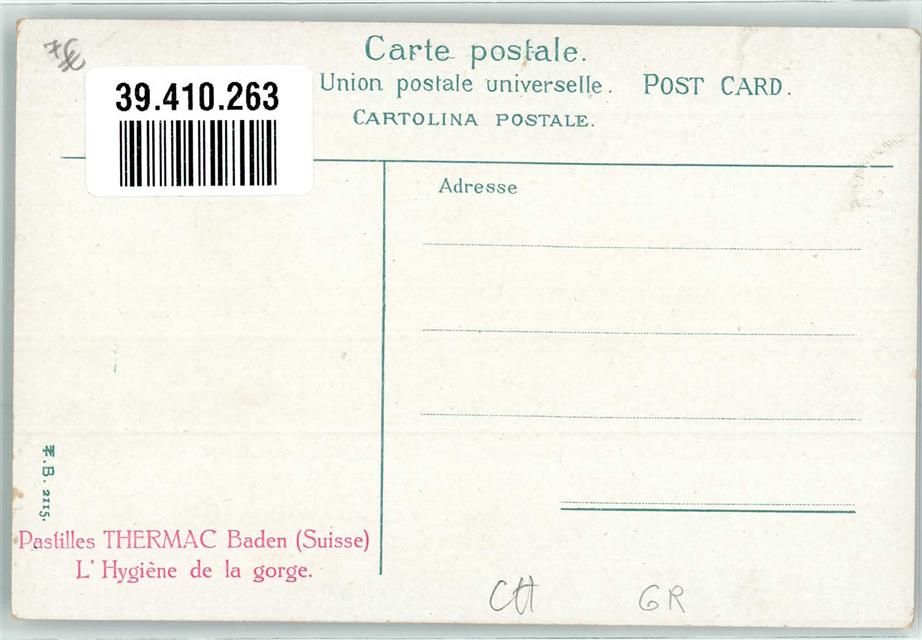 Carte postale.
39.410.263
Union postale universelle. POST CARD.
CARTOLINA POSTALE.
Adresse
F.B. 2115.
Pastilles THERMAC Baden (Suisse)
L'Hygiène de la gorge.
CH GR